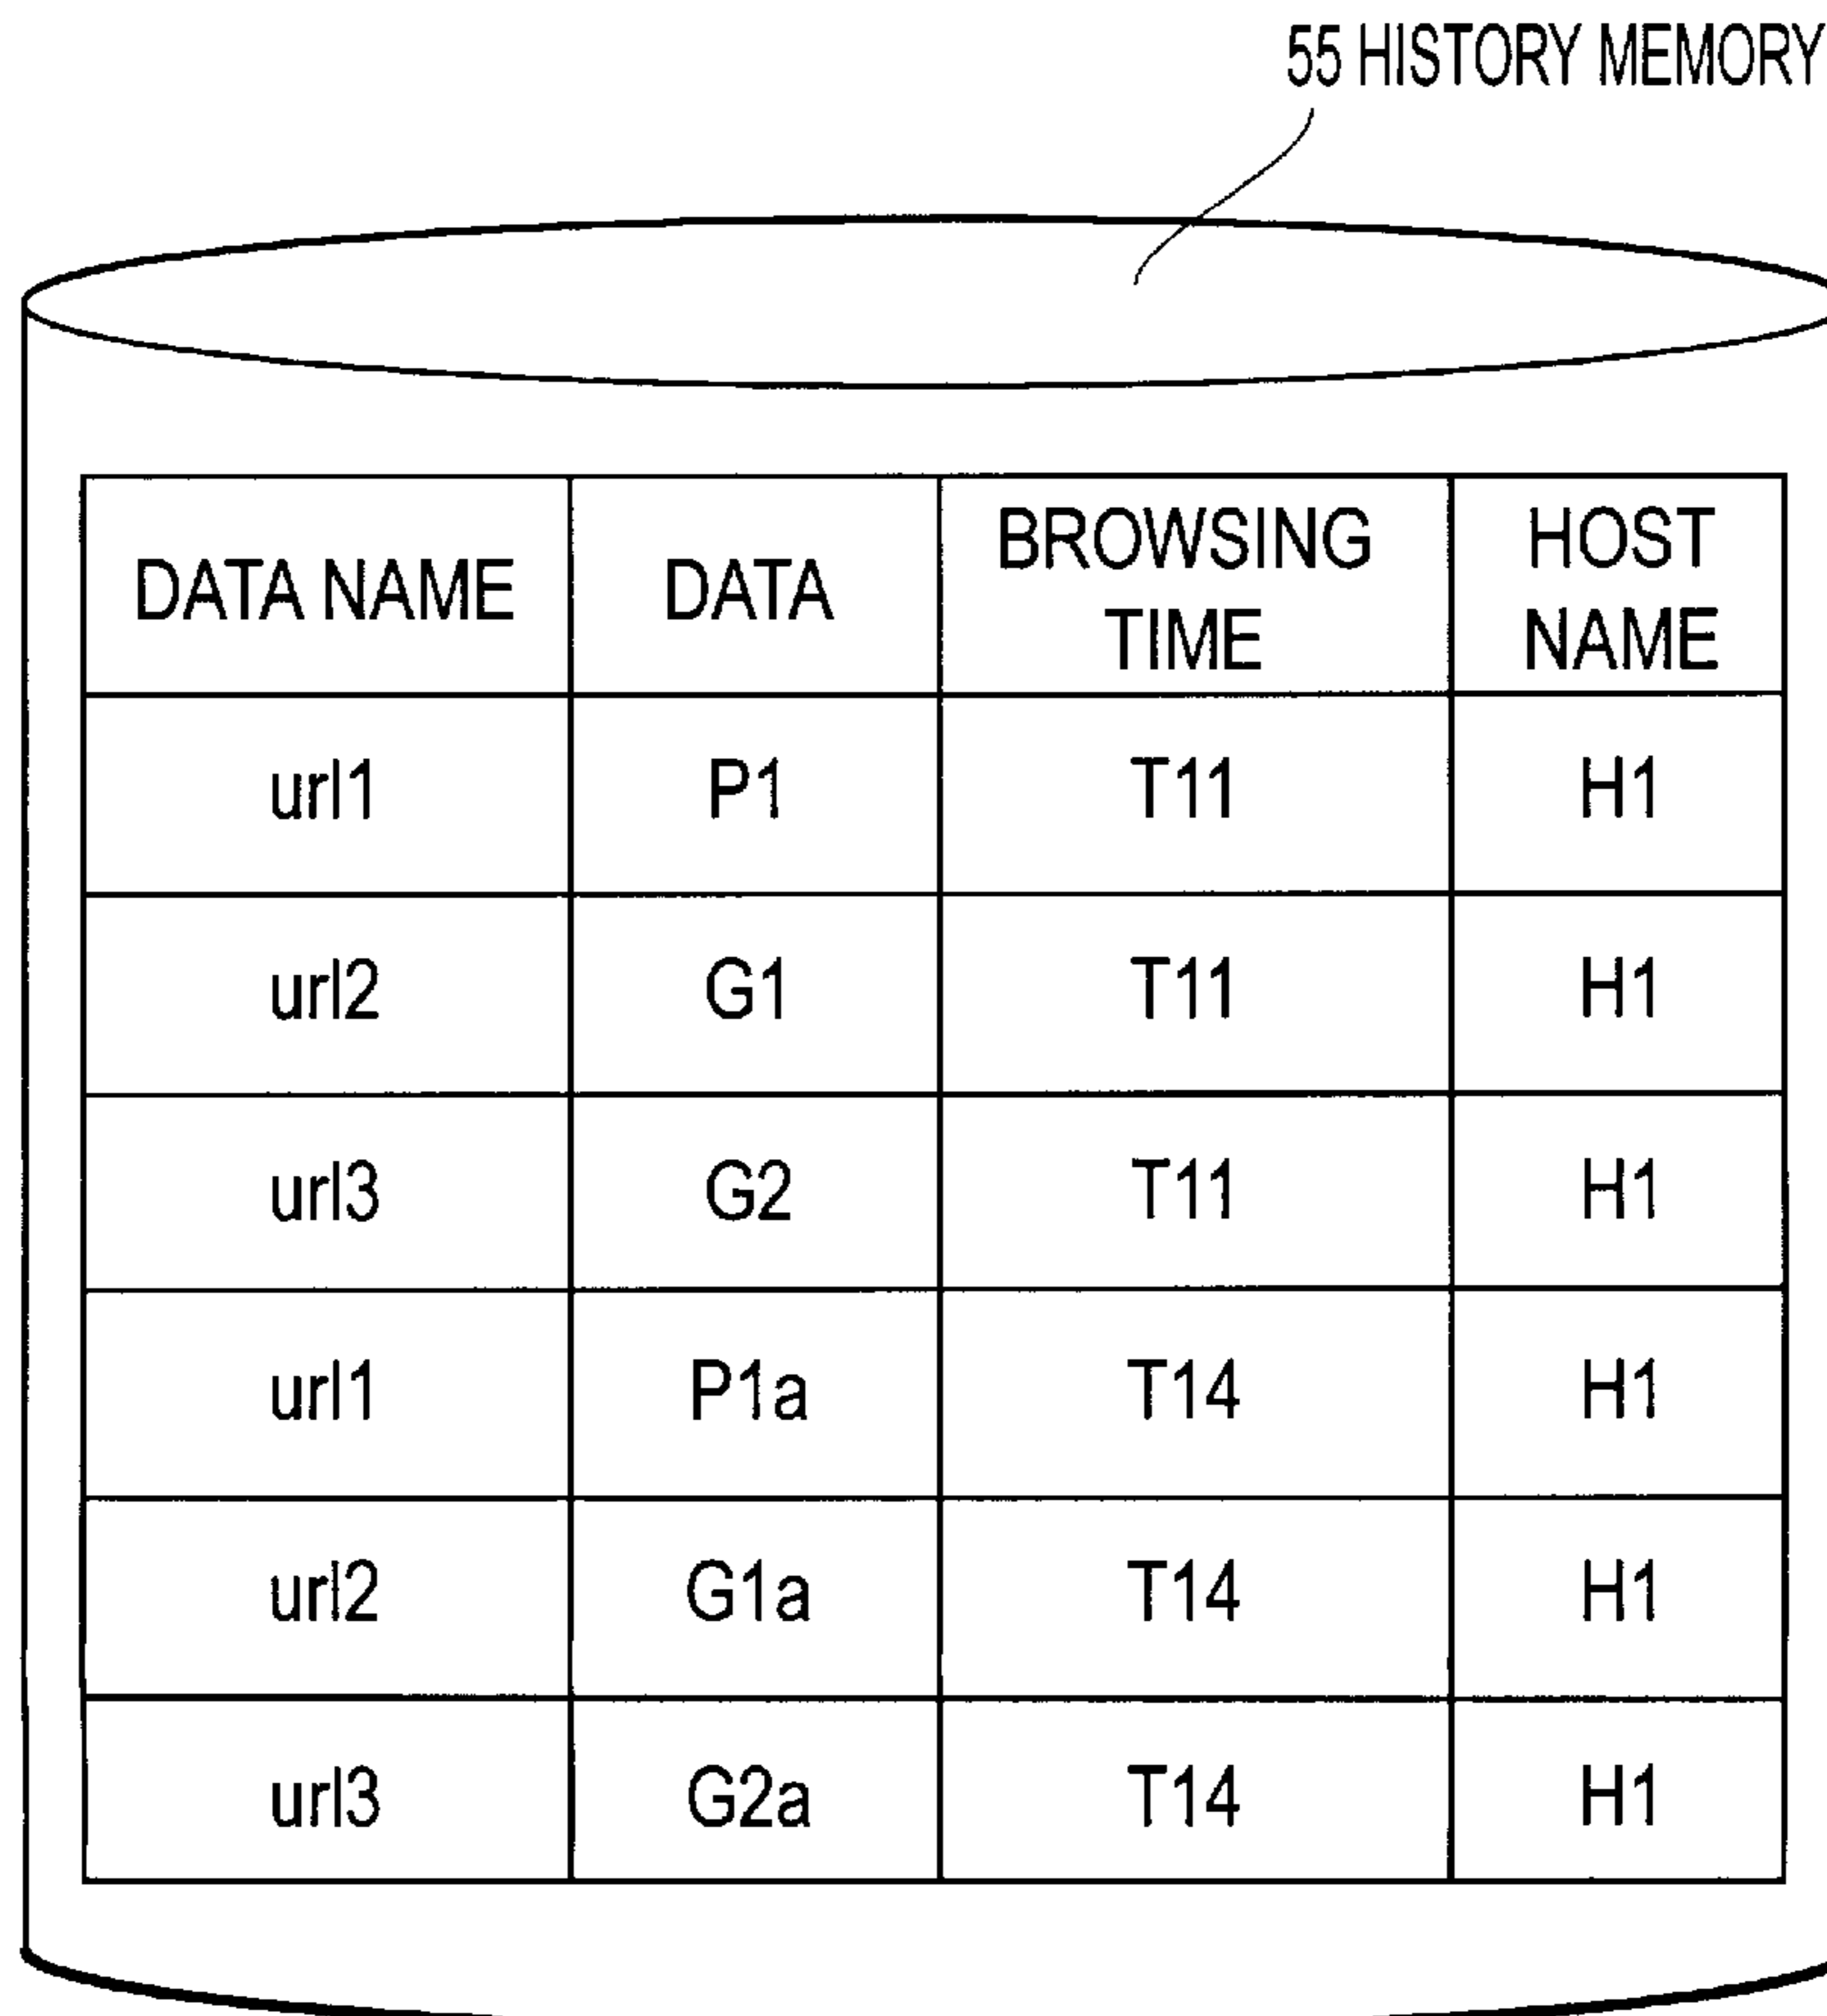 55 HISTORY MEMORY
DATA NAME DATA BROWSING TIME HOST NAME
url1 P1 T11 H1
url2 G1 T11 H1
url3 G2 T11 H1
url1 P1a T14 H1
url2 G1a T14 H1
url3 G2a T14 H1